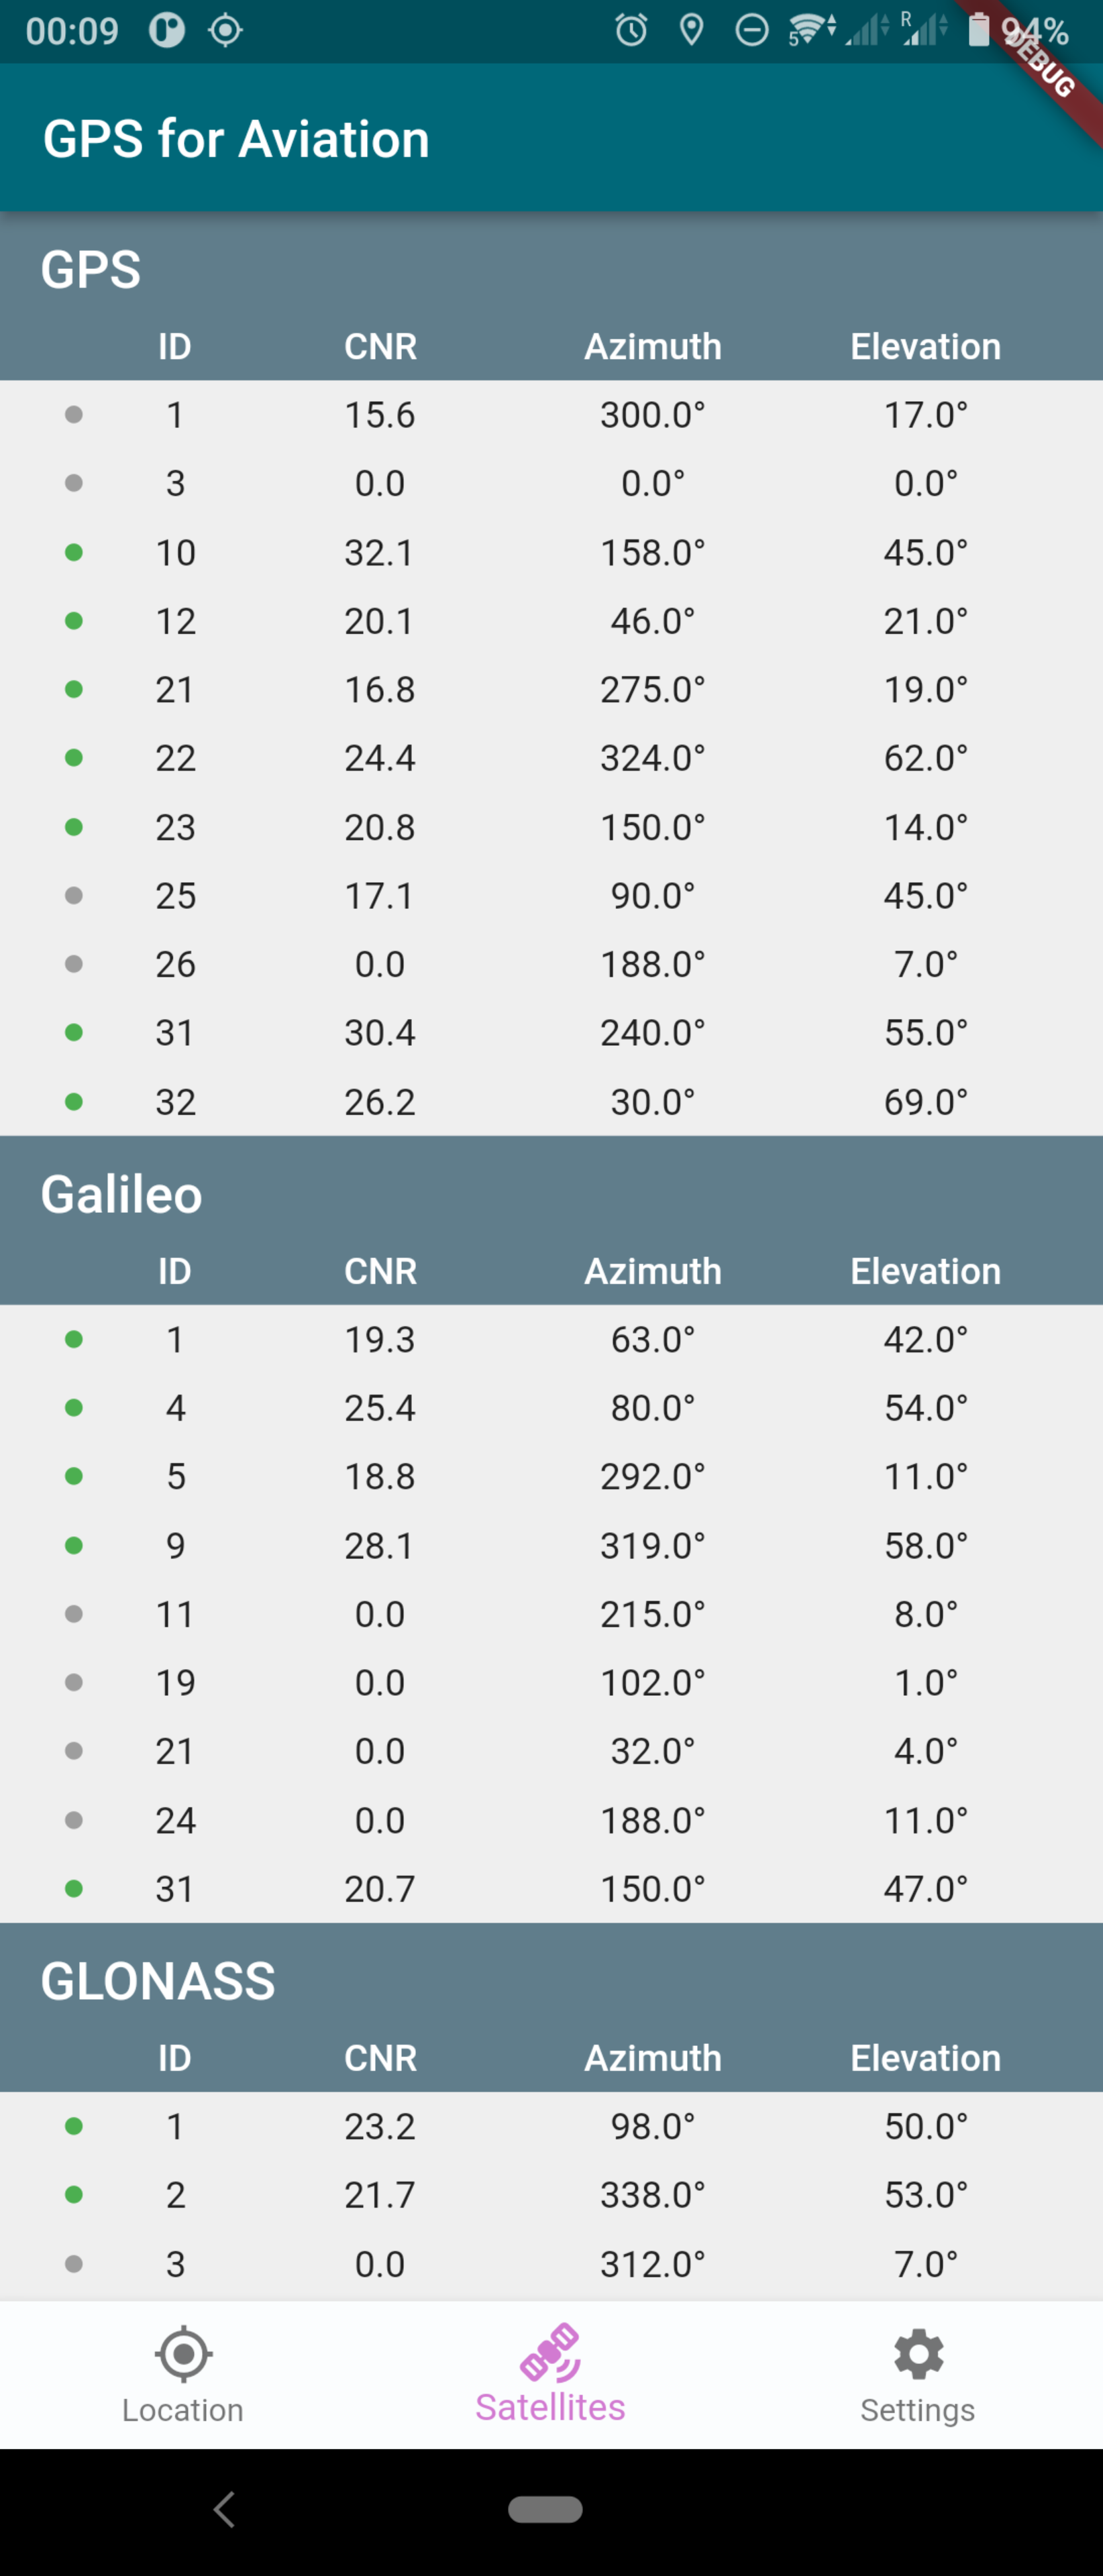 00:09 5 R 94%
DEBUG
GPS for Aviation
GPS
ID CNR Azimuth Elevation
1 15.6 300.0° 17.0°
3 0.0 0.0° 0.0°
10 32.1 158.0° 45.0°
12 20.1 46.0° 21.0°
21 16.8 275.0° 19.0°
22 24.4 324.0° 62.0°
23 20.8 150.0° 14.0°
25 17.1 90.0° 45.0°
26 0.0 188.0° 7.0°
31 30.4 240.0° 55.0°
32 26.2 30.0° 69.0°
Galileo
ID CNR Azimuth Elevation
1 19.3 63.0° 42.0°
4 25.4 80.0° 54.0°
5 18.8 292.0° 11.0°
9 28.1 319.0° 58.0°
11 0.0 215.0° 8.0°
19 0.0 102.0° 1.0°
21 0.0 32.0° 4.0°
24 0.0 188.0° 11.0°
31 20.7 150.0° 47.0°
GLONASS
ID CNR Azimuth Elevation
1 23.2 98.0° 50.0°
2 21.7 338.0° 53.0°
3 0.0 312.0° 7.0°
Location Satellites Settings